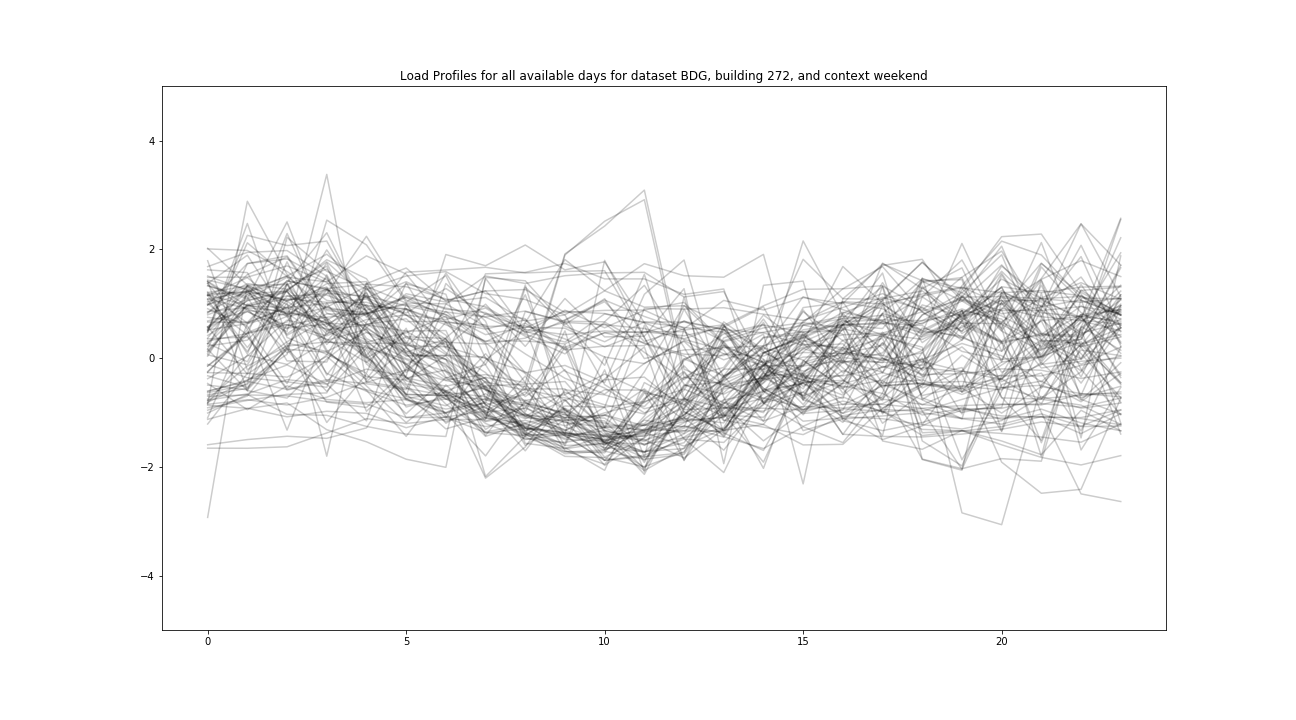 Load Profiles for all available days for dataset BDG, building 272, and context weekend
4
2
0
−2
−4
0 5 10 15 20